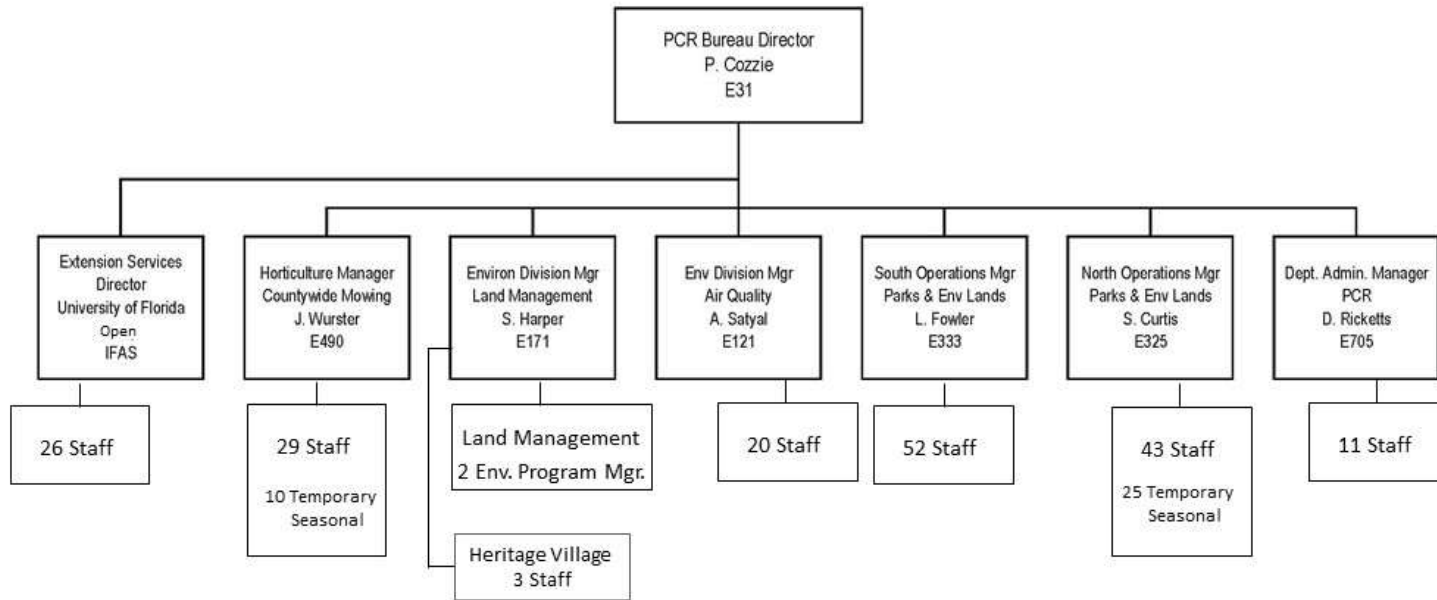 PCR Bureau Director
P. Cozzie
E31
Extension Services
Director
University of Florida
Open
IFAS
Horticulture Manager
Countywide Mowing
J. Wurster
E490
Environ Division Mgr
Land Management
S. Harper
E171
Env Division Mgr
Air Quality
A. Satyal
E121
South Operations Mgr
Parks & Env Lands
L. Fowler
E333
North Operations Mgr
Parks & Env Lands
S. Curtis
E325
Dept. Admin. Manager
PCR
D. Ricketts
E705
26 Staff
29 Staff
10 Temporary
Seasonal
Land Management
2 Env. Program Mgr.
20 Staff
52 Staff
43 Staff
25 Temporary
Seasonal
11 Staff
Heritage Village
3 Staff